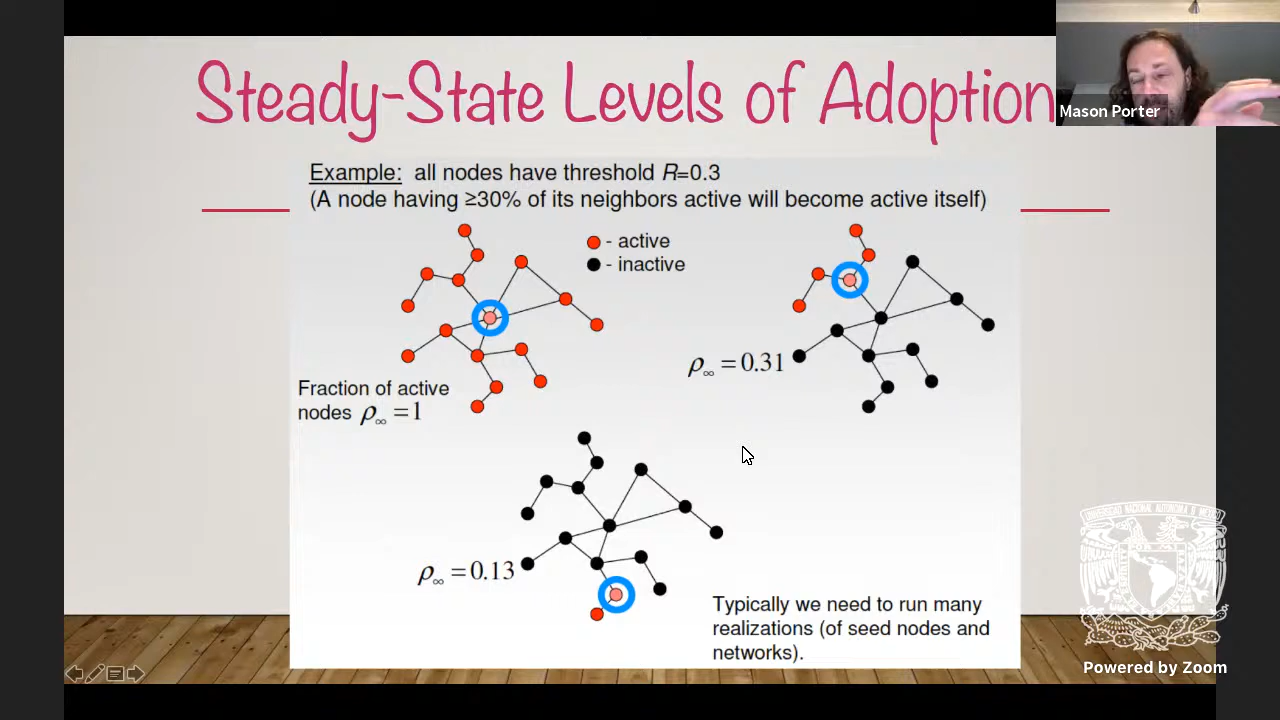 Steady-State Levels of Adoption
Mason Porter
Example: all nodes have threshold R=0.3
(A node having ≥30% of its neighbors active will become active itself)
- active
- inactive
Fraction of active
nodes ρ∞ = 1
ρ∞ = 0.31
ρ∞ = 0.13
Typically we need to run many
realizations (of seed nodes and
networks).
Powered by Zoom